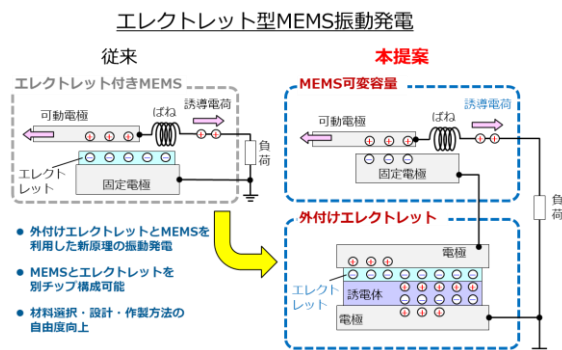 エレクトレット型MEMS振動発電
従来
エレクトレット付きMEMS
可動電極
ばね
誘導電荷
負荷
エレクト
レット
固定電極
外付けエレクトレットとMEMSを
利用した新原理の振動発電
MEMSとエレクトレットを
別チップ構成可能
材料選択・設計・作製方法の
自由度向上
本提案
MEMS可変容量
可動電極
ばね
誘導電荷
固定電極
負荷
外付けエレクトレット
電極
エレクト
レット
誘電体
電極